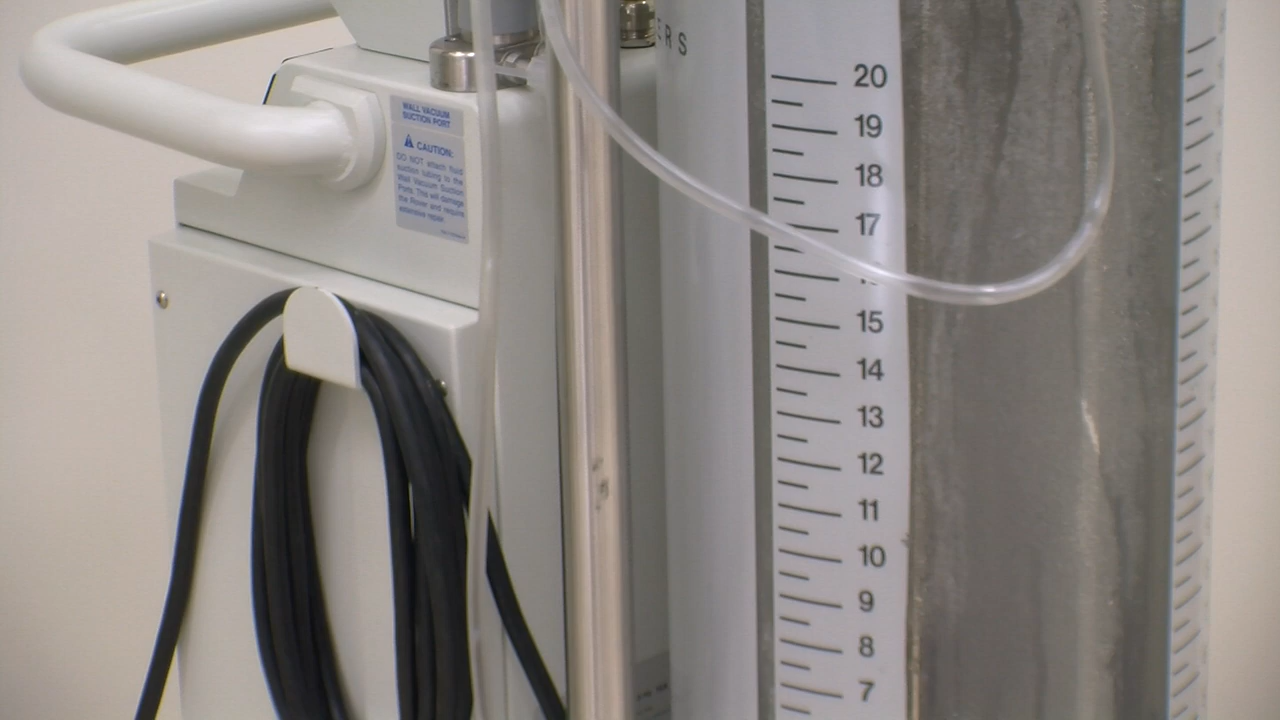 ERS
WALL VACUUM
SUCTION PORT
CAUTION:
DO NOT attach fluid
suction tubing to the
Wall Vacuum Suction
Ports. This will damage
the Rover and require
extensive repair.
20
19
18
17
15
14
13
12
11
10
9
8
7